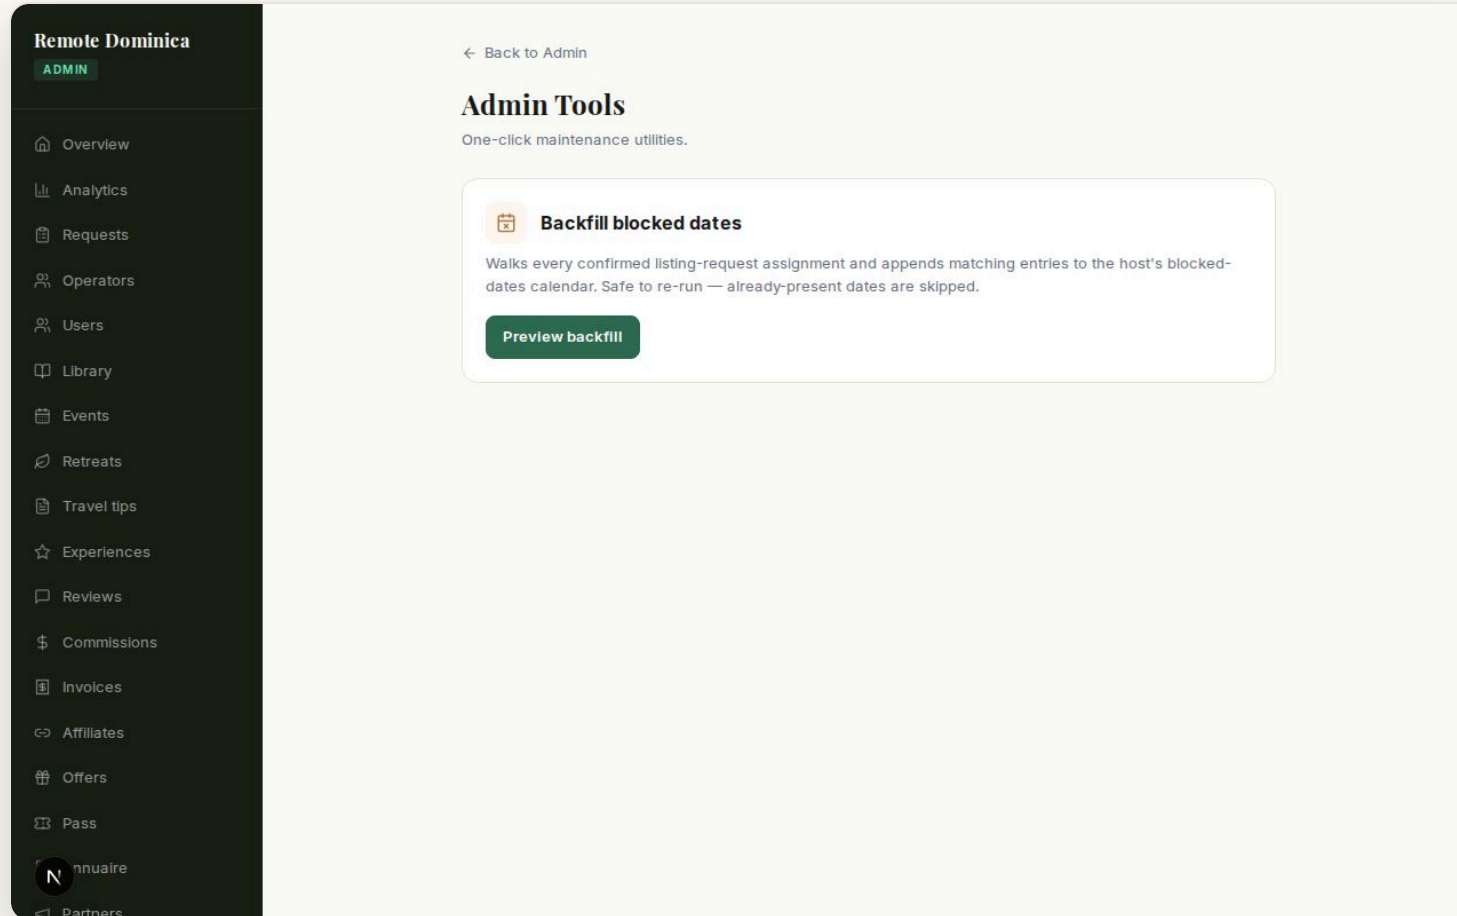 Remote Dominica
ADMIN
Overview
Analytics
Requests
Operators
Users
Library
Events
Retreats
Travel tips
Experiences
Reviews
Commissions
Invoices
Affiliates
Offers
Pass
nnuaire
Partners
← Back to Admin
Admin Tools
One-click maintenance utilities.
Backfill blocked dates
Walks every confirmed listing-request assignment and appends matching entries to the host's blocked-
dates calendar. Safe to re-run — already-present dates are skipped.
Preview backfill